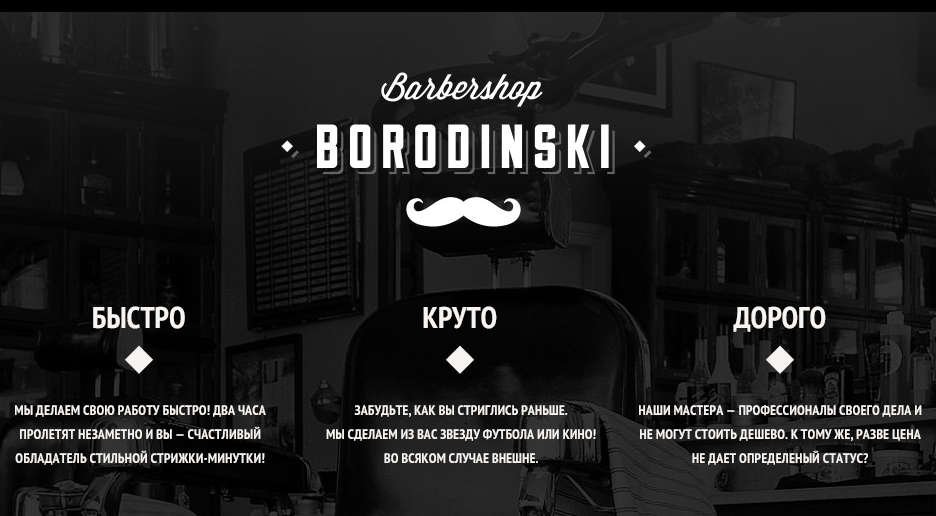 Barbershop
BORODINSKI
БЫСТРО
МЫ ДЕЛАЕМ СВОЮ РАБОТУ БЫСТРО! ДВА ЧАСА
ПРОЛЕТЯТ НЕЗАМЕТНО И ВЫ — СЧАСТЛИВЫЙ
ОБЛАДАТЕЛЬ СТИЛЬНОЙ СТРИЖКИ-МИНУТКИ!
КРУТО
ЗАБУДЬТЕ, КАК ВЫ СТРИГЛИСЬ РАНЬШЕ.
МЫ СДЕЛАЕМ ИЗ ВАС ЗВЕЗДУ ФУТБОЛА ИЛИ КИНО!
ВО ВСЯКОМ СЛУЧАЕ ВНЕШНЕ.
ДОРОГО
НАШИ МАСТЕРА — ПРОФЕССИОНАЛЫ СВОЕГО ДЕЛА И
НЕ МОГУТ СТОИТЬ ДЕШЕВО. К ТОМУ ЖЕ, РАЗВЕ ЦЕНА
НЕ ДАЕТ ОПРЕДЕЛЕНЫЙ СТАТУС?